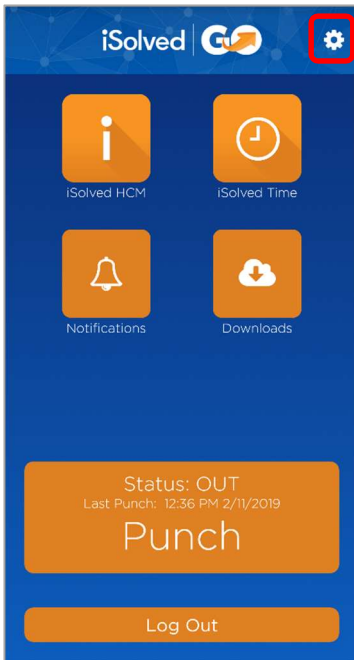 iSolved GO
iSolved HCM
iSolved Time
Notifications
Downloads
Status: OUT
Last Punch: 12:36 PM 2/11/2019
Punch
Log Out